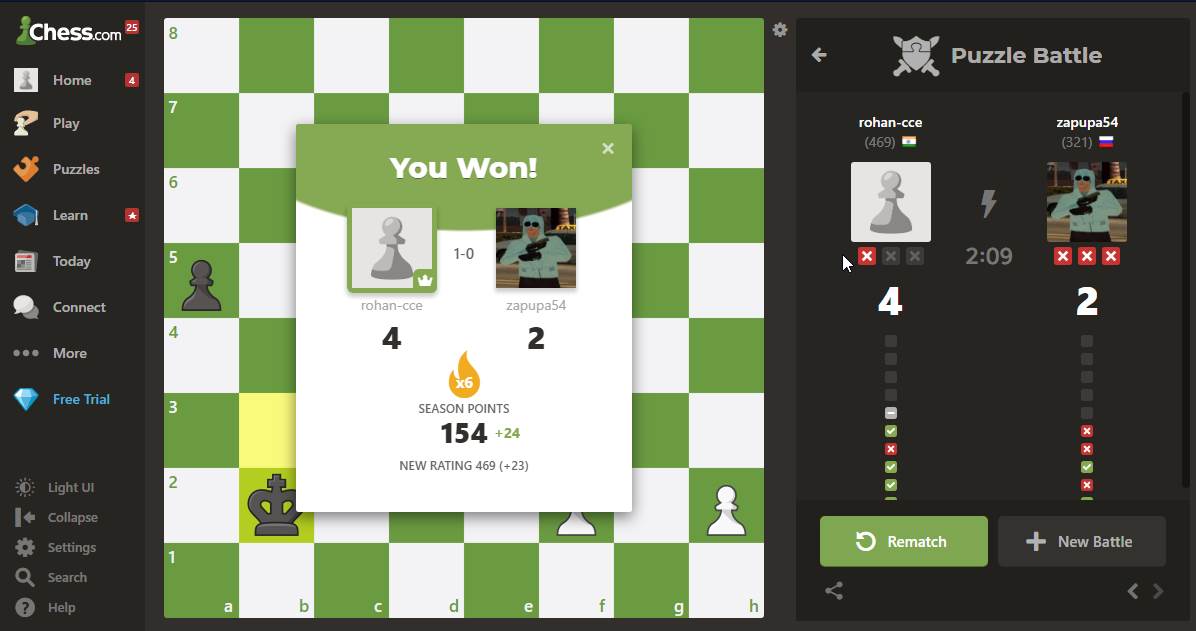 Chess.com 25
Home 4
Play
Puzzles
Learn
Today
Connect
More
Free Trial
Light UI
Collapse
Settings
Search
Help
8
7
6
5
4
3
2
1
a b c d e f g h
You Won!
1-0
rohan-cce zapupa54
4 2
x6
SEASON POINTS
154 +24
NEW RATING 469 (+23)
Puzzle Battle
rohan-cce zapupa54
(469) (321)
TAXI
2:09
4 2
Rematch New Battle